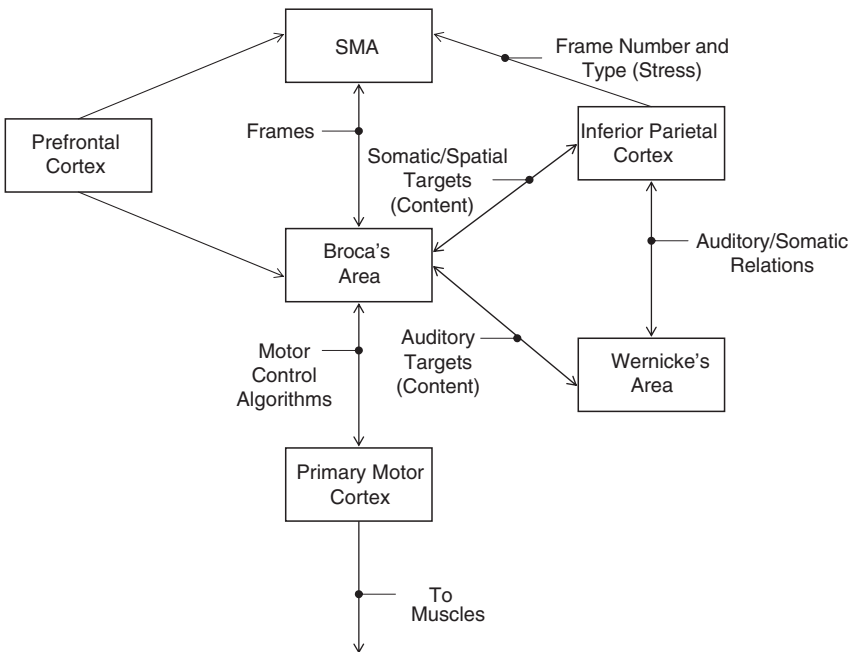 SMA
Frame Number and
Type (Stress)
Prefrontal
Cortex
Frames
Inferior Parietal
Cortex
Somatic/Spatial
Targets
(Content)
Broca's
Area
Auditory/Somatic
Relations
Motor
Control
Algorithms
Auditory
Targets
(Content)
Wernicke's
Area
Primary Motor
Cortex
To
Muscles